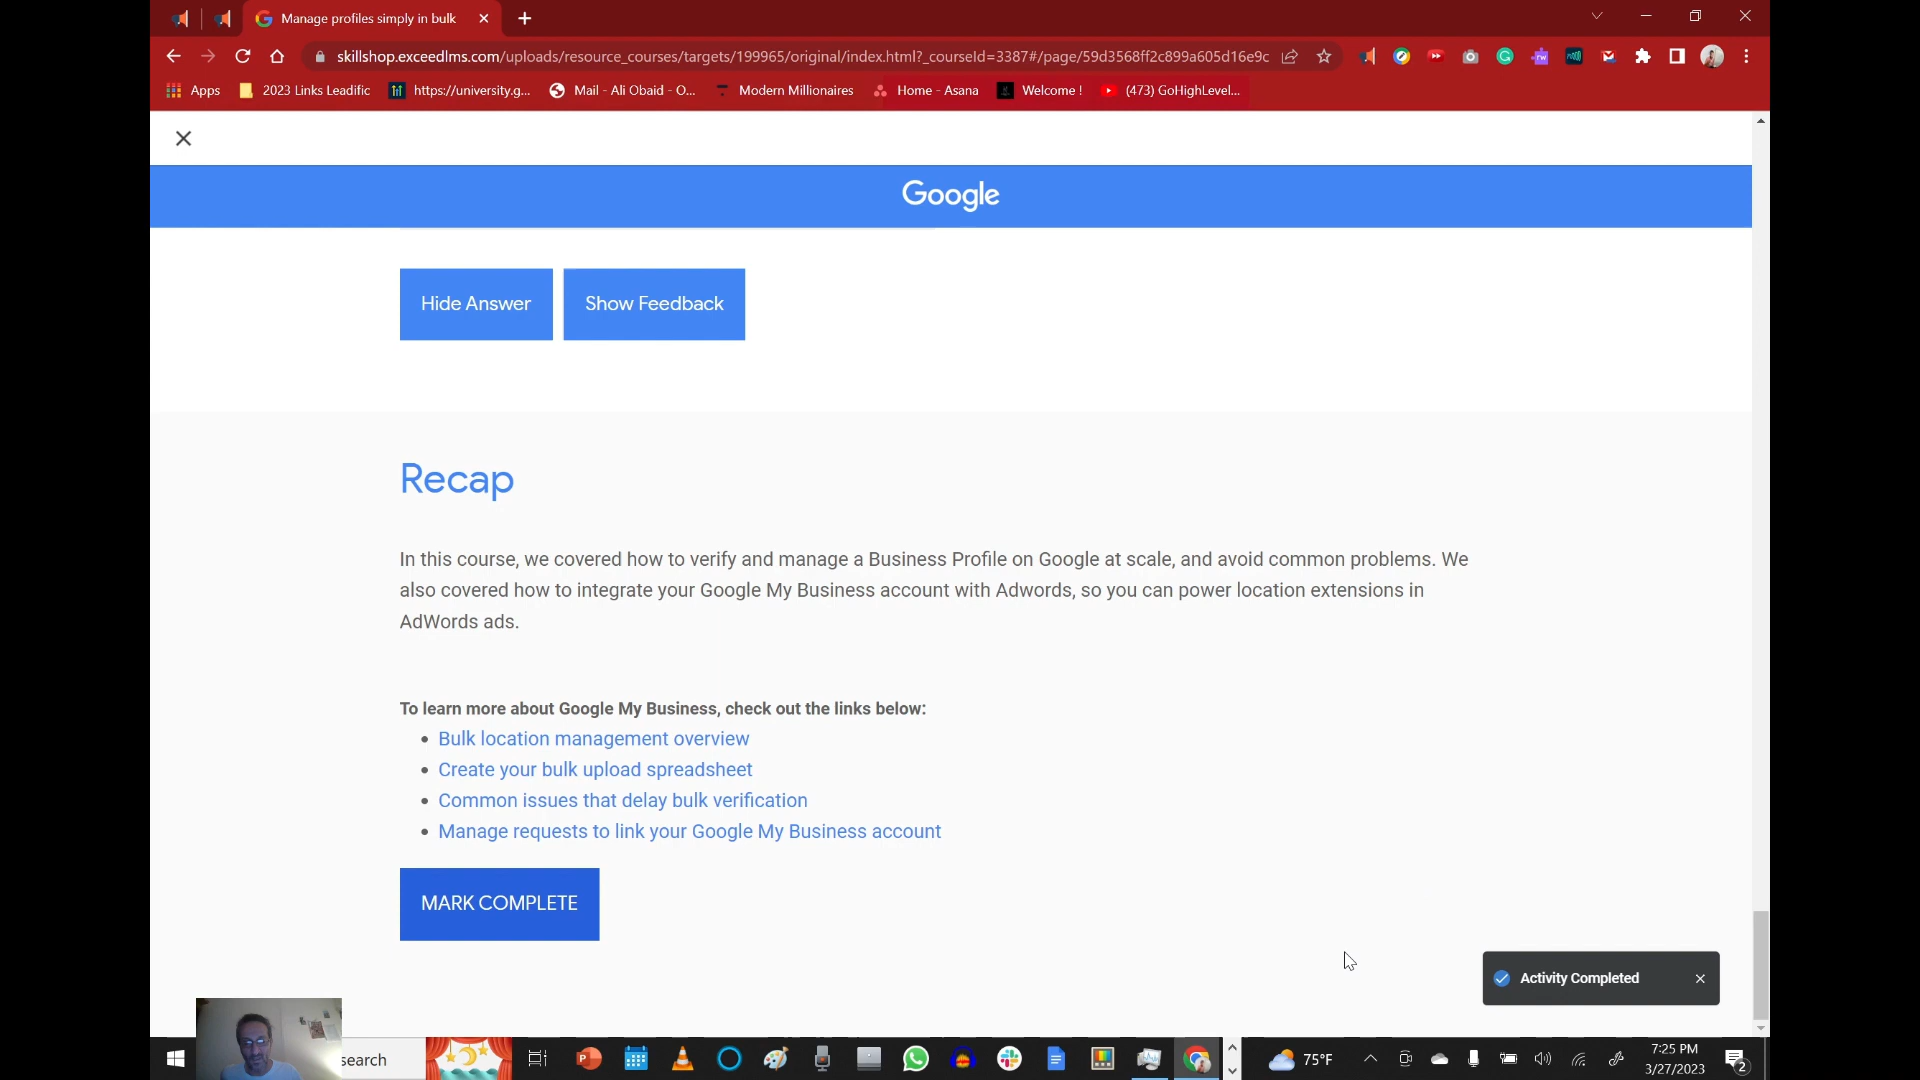 Manage profiles simply in bulk
skillshop.exceedlms.com/uploads/resource_courses/targets/199965/original/index.html?_courseId=3387#/page/59d3568ff2c899a605d16e9c
Apps 2023 Links Leadific https://university.g... Mail - Ali Obaid - O... Modern Millionaires Home - Asana Welcome ! (473) GoHighLevel...
Google
Hide Answer Show Feedback
Recap
In this course, we covered how to verify and manage a Business Profile on Google at scale, and avoid common problems. We
also covered how to integrate your Google My Business account with Adwords, so you can power location extensions in
AdWords ads.
To learn more about Google My Business, check out the links below:
• Bulk location management overview
• Create your bulk upload spreadsheet
• Common issues that delay bulk verification
• Manage requests to link your Google My Business account
MARK COMPLETE
Activity Completed
search
75°F
7:25 PM
3/27/2023
2